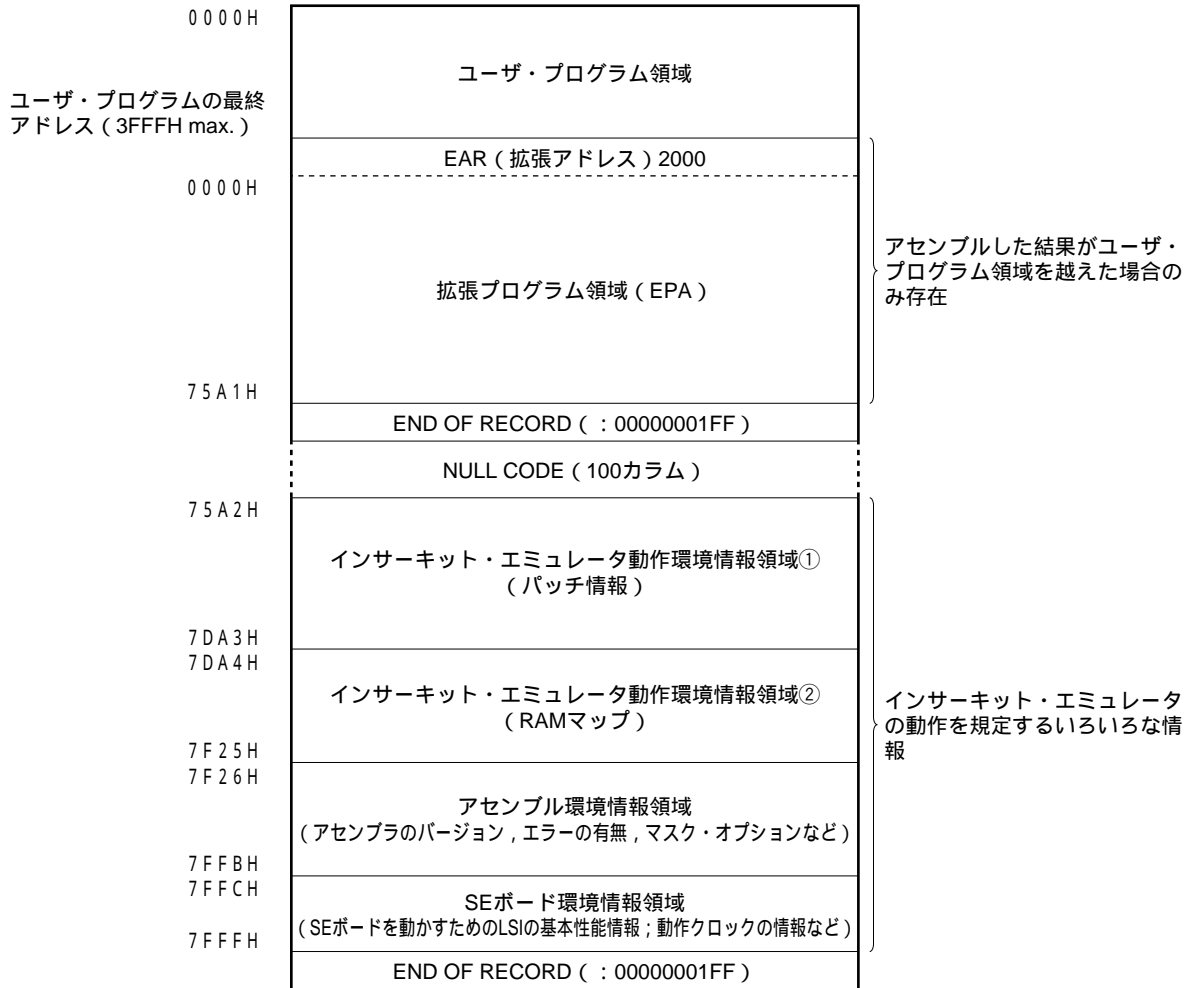 0000H
ユーザ・プログラム領域
ユーザ・プログラムの最終
アドレス（3FFFH max.）
EAR（拡張アドレス）2000
0000H
拡張プログラム領域（EPA）
アセンブルした結果がユーザ・
プログラム領域を越えた場合の
み存在
75A1H
END OF RECORD（：00000001FF）
NULL CODE（100カラム）
75A2H
インサーキット・エミュレータ動作環境情報領域①
（パッチ情報）
7DA3H
7DA4H
インサーキット・エミュレータ動作環境情報領域②
（RAMマップ）
インサーキット・エミュレータ
の動作を規定するいろいろな情
報
7F25H
7F26H
アセンブル環境情報領域
（アセンブラのバージョン，エラーの有無，マスク・オプションなど）
7FFBH
7FFCH
SEボード環境情報領域
（SEボードを動かすためのLSIの基本性能情報；動作クロックの情報など）
7FFFH
END OF RECORD（：00000001FF）